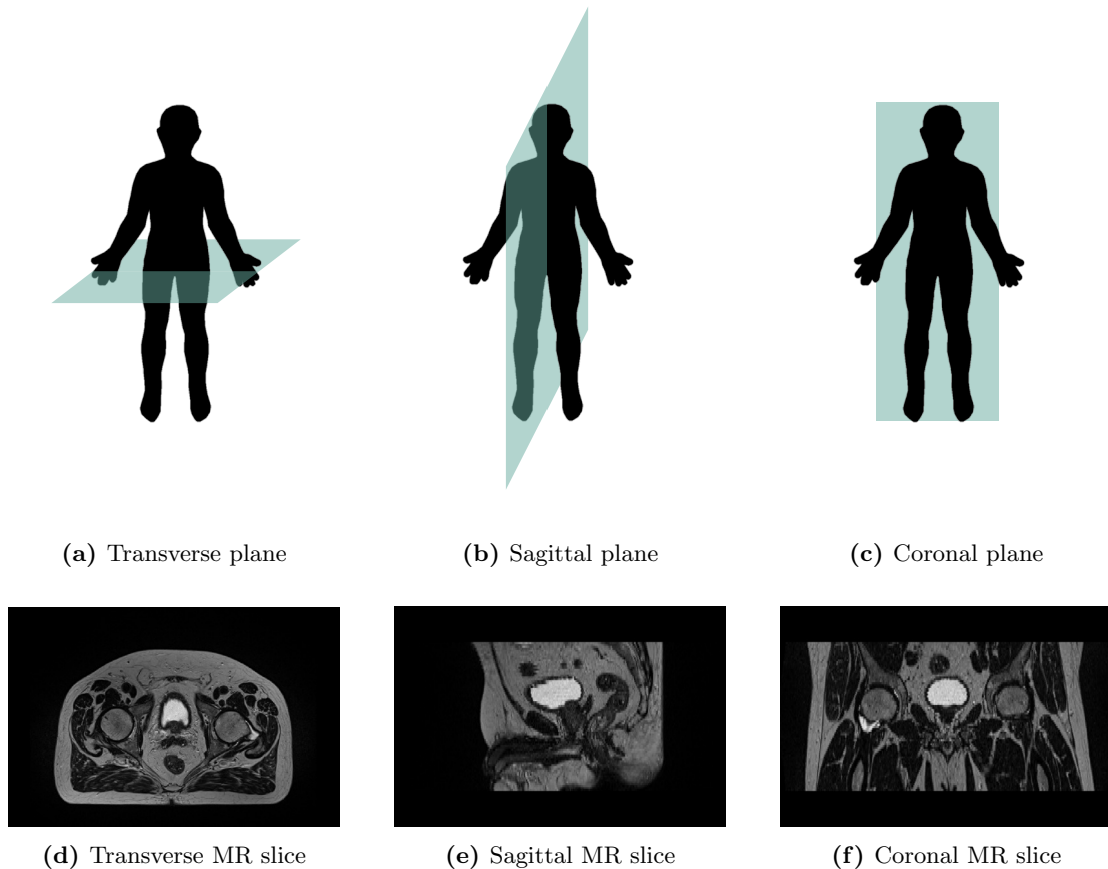 (a) Transverse plane
(b) Sagittal plane
(c) Coronal plane
(d) Transverse MR slice
(e) Sagittal MR slice
(f) Coronal MR slice